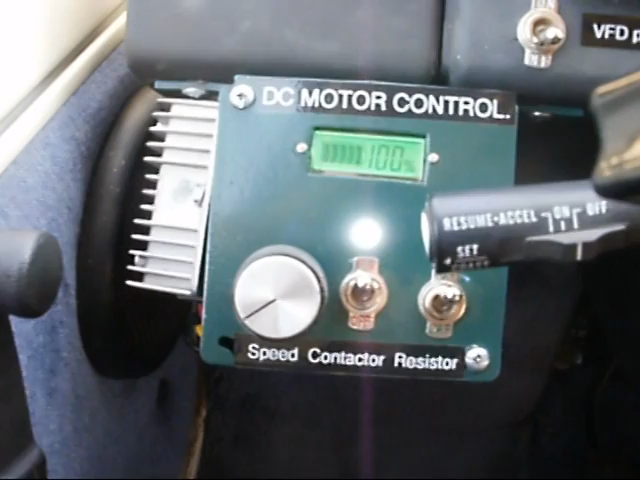 VFD
DC MOTOR CONTROL.
100%
RESUME-ACCEL ON OFF
SET
Speed Contactor Resistor